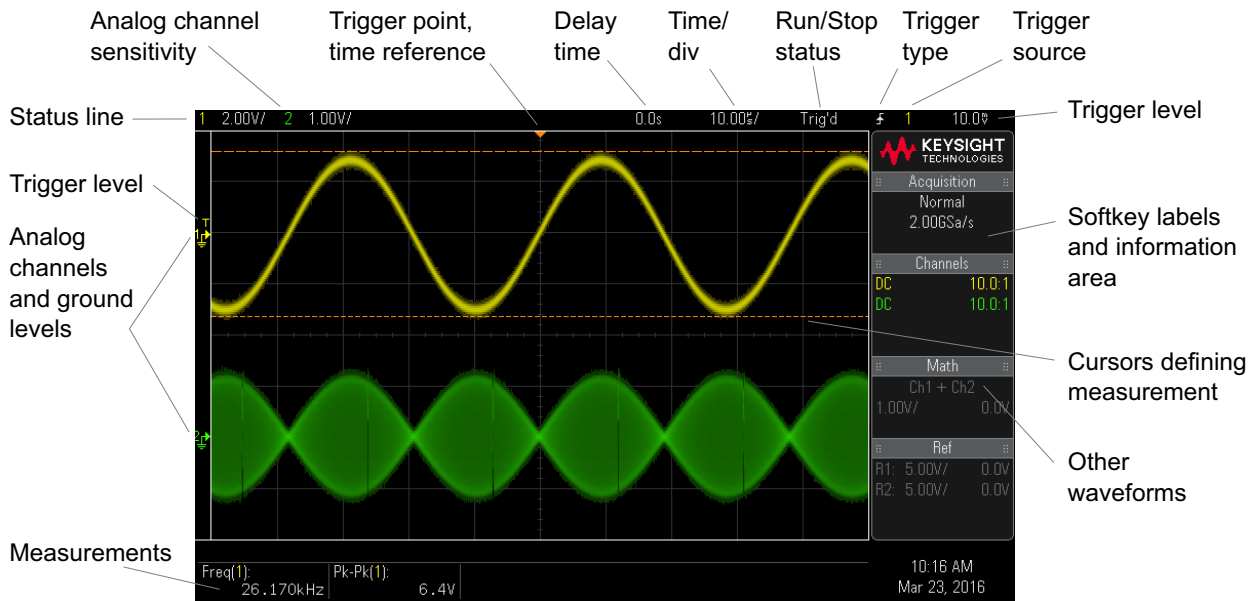 Analog channel
sensitivity
Trigger point,
time reference
Delay
time
Time/
div
Run/Stop
status
Trigger
type
Trigger
source
Status line
1 2.00V/ 2 1.00V/ 0.0s 10.00µs/ Trig'd 1 10.0mV
Trigger level
KEYSIGHT
TECHNOLOGIES
Trigger level
T
1
Analog
channels
and ground
levels
Acquisition
Normal
2.00GSa/s
Softkey labels
and information
area
Channels
DC 10.0:1
DC 10.0:1
Cursors defining
measurement
Math
Ch1 + Ch2
1.00V/ 0.0V
2
Ref
R1: 5.00V/ 0.0V
R2: 5.00V/ 0.0V
Other
waveforms
Measurements
Freq(1):
26.170kHz
Pk-Pk(1):
6.4V
10:16 AM
Mar 23, 2016